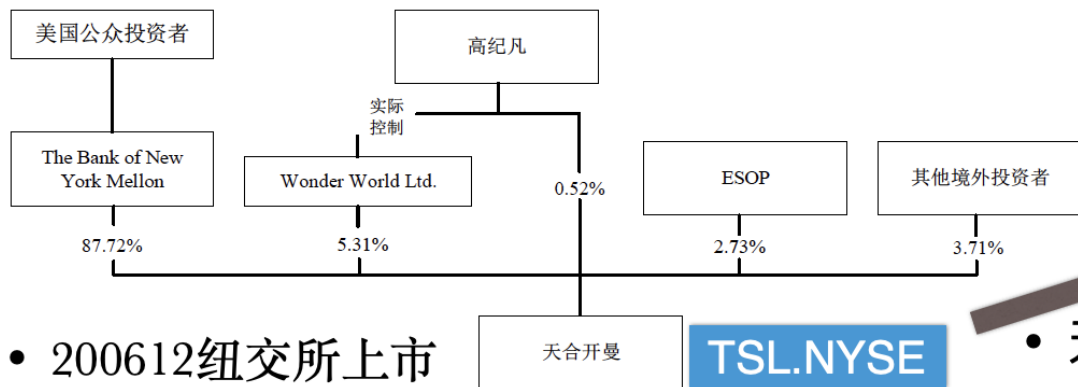 美国公众投资者
高纪凡
实际
控制
The Bank of New
York Mellon
Wonder World Ltd.
0.52%
ESOP
其他境外投资者
87.72%
5.31%
2.73%
3.71%
• 200612纽交所上市
天合开曼
TSL.NYSE
•